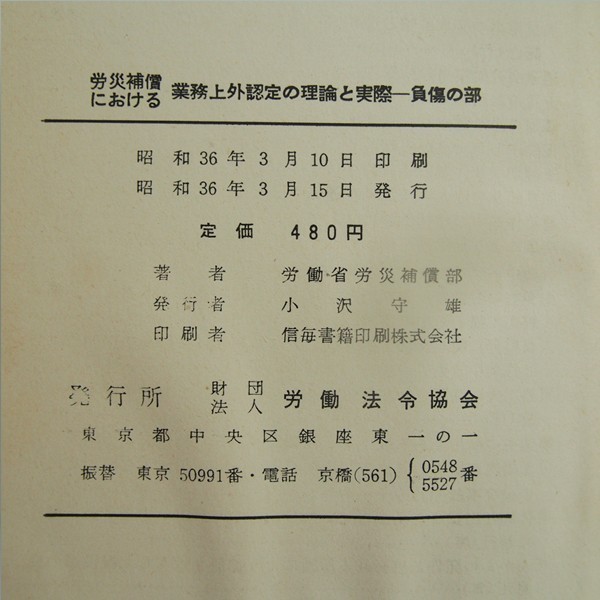 労災補償における 業務上外認定の理論と実際―負傷の部
昭和36年3月10日印刷
昭和36年3月15日発行
定価 480円
著者 労働省労災補償部
発行者 小沢守雄
印刷者 信毎書籍印刷株式会社
発行所 財団法人 労働法令協会
東京都中央区銀座東一の一
振替 東京50991番・電話 京橋(561) {0548 5527番